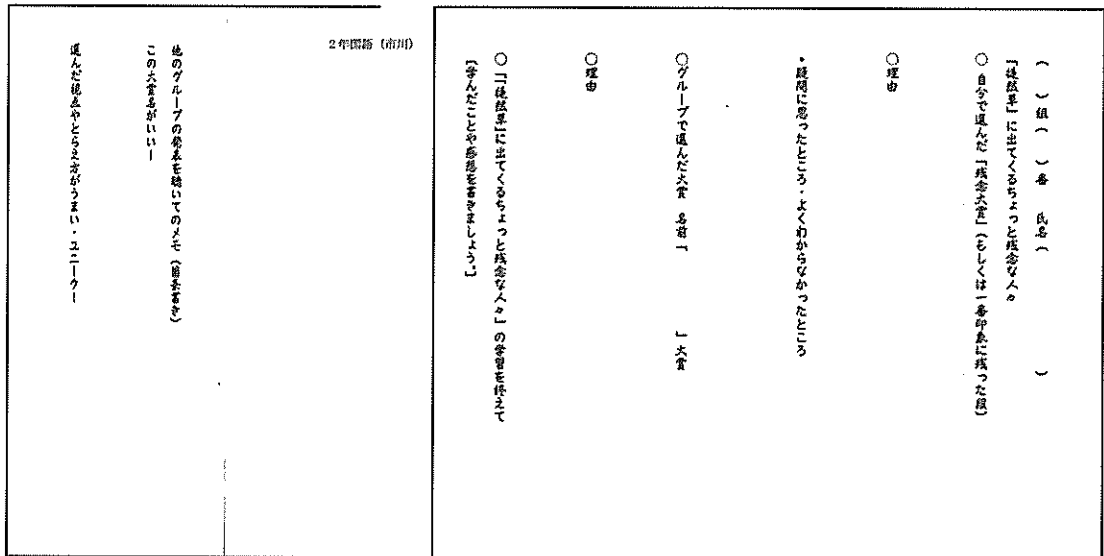 （　）組（　）番　氏名（　　　　　　）
『徒然草』に出てくるちょっと残念な人々
○ 自分で選んだ「残念大賞」（もしくは一番印象に残った段）
○理由
・疑問に思ったところ・よくわからなかったところ
○グループで選んだ大賞　名前「　　　　　」大賞
○理由
○「『徒然草』に出てくるちょっと残念な人々」の学習を終えて
［学んだことや感想を書きましょう。］
2年国語（市川）
他のグループの発表を聴いてのメモ（箇条書き）
この大賞名がいい！
選んだ視点やとらえ方がうまい・ユニーク！